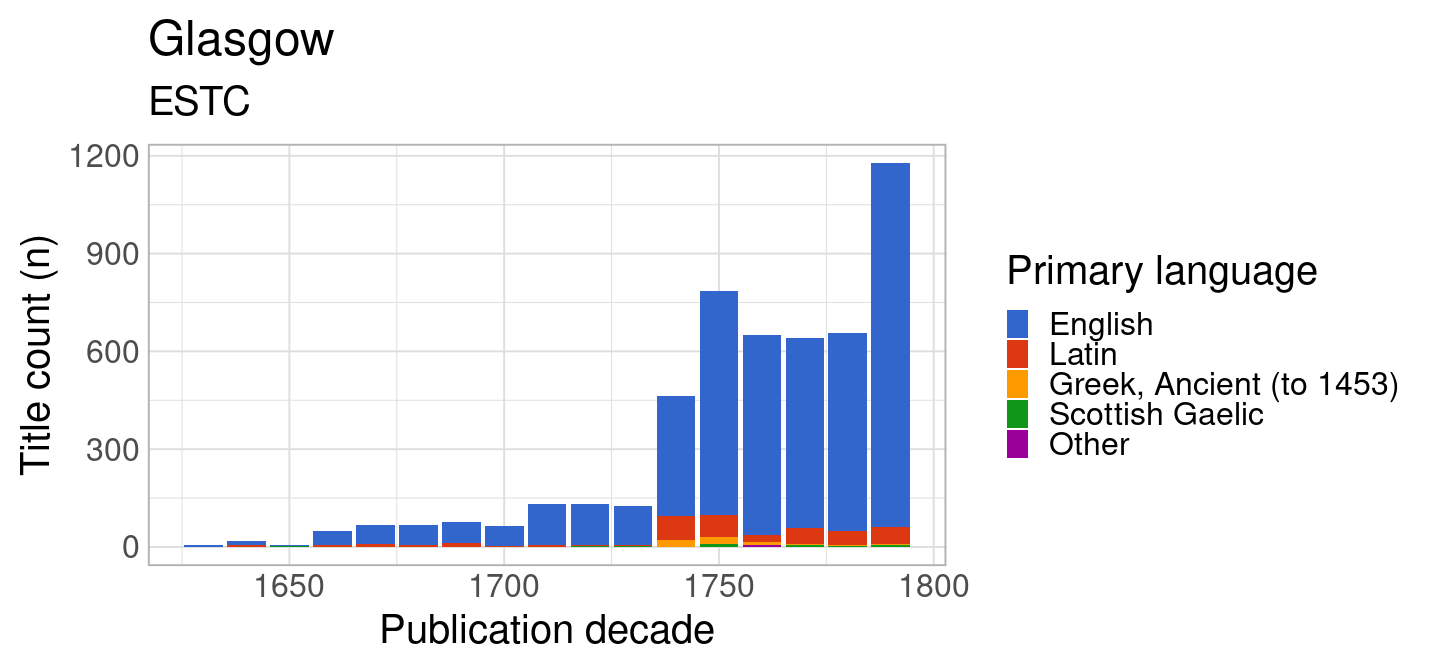 Glasgow
ESTC
1200
900
600
300
0
Title count (n)
1650 1700 1750 1800
Publication decade
Primary language
English
Latin
Greek, Ancient (to 1453)
Scottish Gaelic
Other